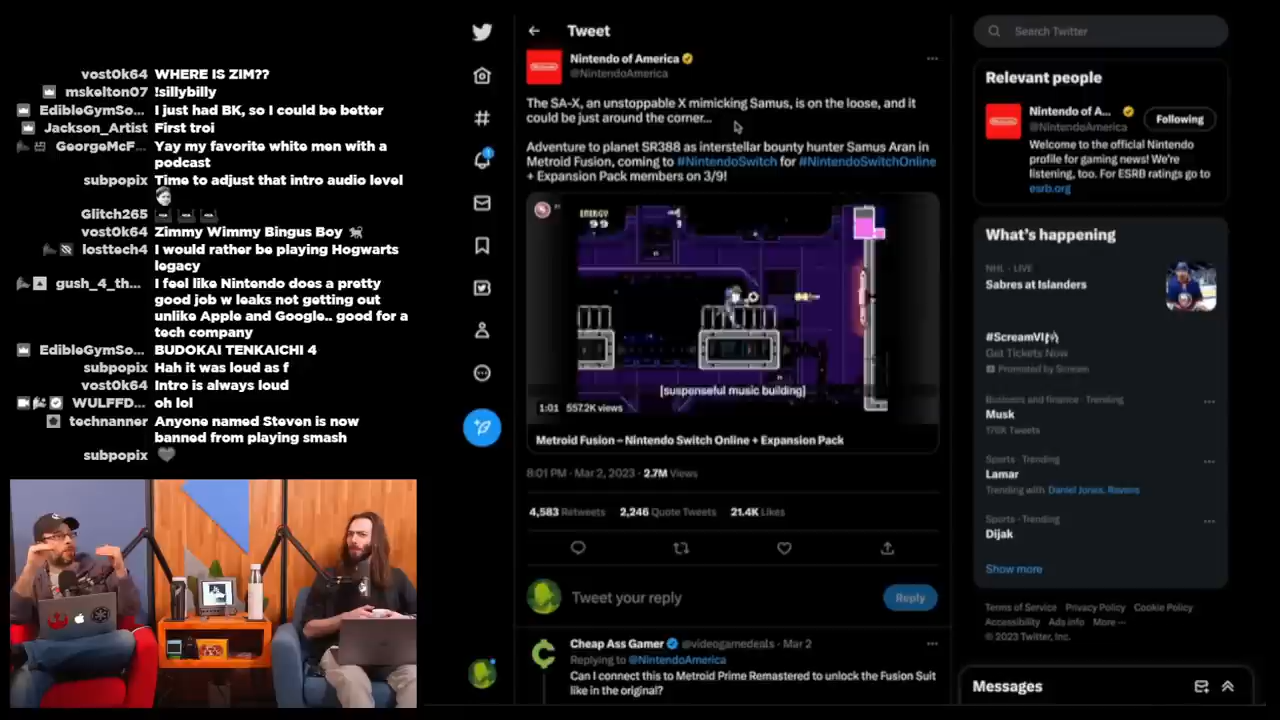 vost0k64 WHERE IS ZIM??
mskelton07 !sillybilly
EdibleGymSo... I just had BK, so I could be better
Jackson_Artist First troi
GeorgeMcF... Yay my favorite white men with a
podcast
subpopix Time to adjust that intro audio level
Glitch265
vost0k64 Zimmy Wimmy Bingus Boy
losttech4 I would rather be playing Hogwarts
legacy
gush_4_th... I feel like Nintendo does a pretty
good job w leaks not getting out
unlike Apple and Google.. good for a
tech company
EdibleGymSo... BUDOKAI TENKAICHI 4
subpopix Hah it was loud as f
vost0k64 Intro is always loud
WULFFD... oh lol
technanner Anyone named Steven is now
banned from playing smash
subpopix
Tweet
Nintendo of America
@NintendoAmerica
The SA-X, an unstoppable X mimicking Samus, is on the loose, and it
could be just around the corner...
Adventure to planet SR388 as interstellar bounty hunter Samus Aran in
Metroid Fusion, coming to #NintendoSwitch for #NintendoSwitchOnline
+ Expansion Pack members on 3/9!
ENERGY
99
[suspenseful music building]
1:01 557.2K views
Metroid Fusion – Nintendo Switch Online + Expansion Pack
8:01 PM · Mar 2, 2023 · 2.7M Views
4,583 Retweets 2,246 Quote Tweets 21.4K Likes
Tweet your reply
Reply
Cheap Ass Gamer @videogamedeals · Mar 2
Replying to @NintendoAmerica
Can I connect this to Metroid Prime Remastered to unlock the Fusion Suit
like in the original?
Search Twitter
Relevant people
Nintendo of A...
@NintendoAmerica
Following
Welcome to the official Nintendo
profile for gaming news! We're
listening, too. For ESRB ratings go to
esrb.org
What's happening
NHL · LIVE
Sabres at Islanders
#ScreamVI
Get Tickets Now
Promoted by Scream
Business and finance · Trending
Musk
178K Tweets
Sports · Trending
Lamar
Trending with Daniel Jones, Ravens
Sports · Trending
Dijak
Show more
Terms of Service Privacy Policy Cookie Policy
Accessibility Ads info More ...
© 2023 Twitter, Inc.
Messages